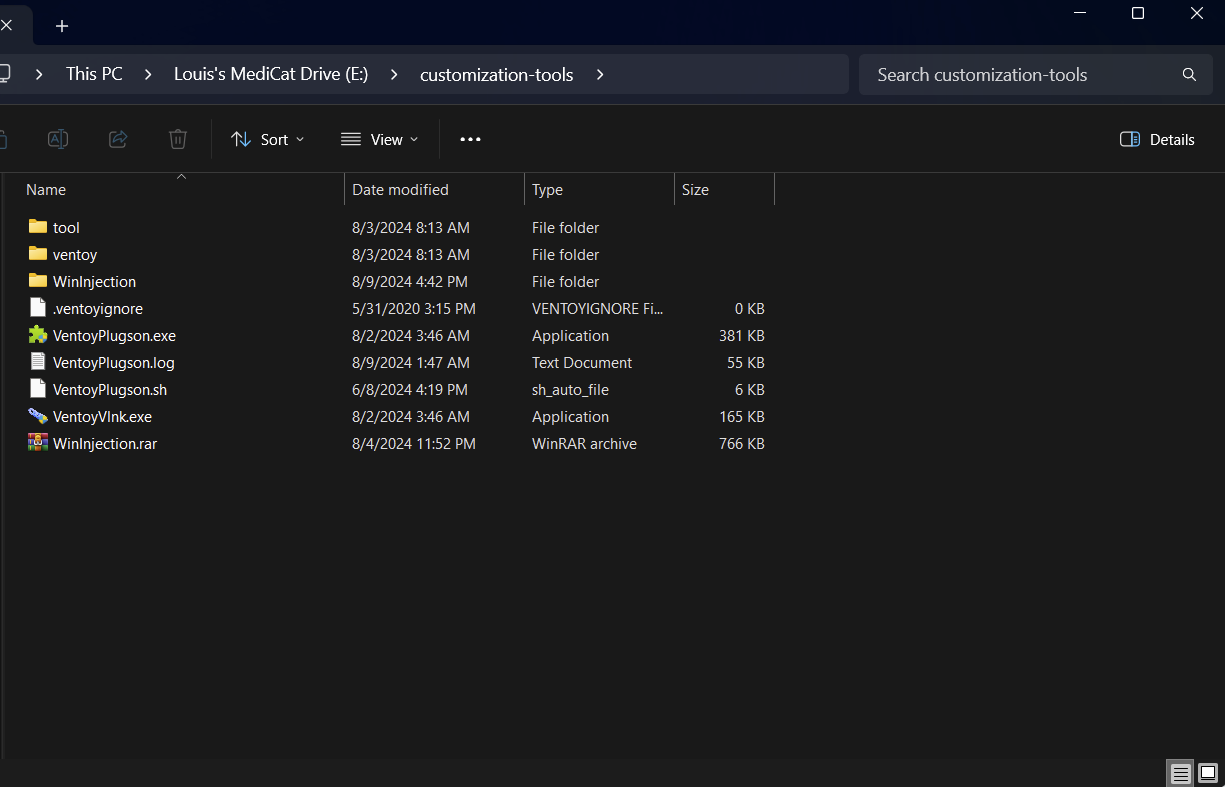 This PC > Louis's MediCat Drive (E:) > customization-tools >
Search customization-tools
Sort View ••• Details
Name Date modified Type Size
tool 8/3/2024 8:13 AM File folder
ventoy 8/3/2024 8:13 AM File folder
WinInjection 8/9/2024 4:42 PM File folder
.ventoyignore 5/31/2020 3:15 PM VENTOYIGNORE Fi... 0 KB
VentoyPlugson.exe 8/2/2024 3:46 AM Application 381 KB
VentoyPlugson.log 8/9/2024 1:47 AM Text Document 55 KB
VentoyPlugson.sh 6/8/2024 4:19 PM sh_auto_file 6 KB
VentoyVlnk.exe 8/2/2024 3:46 AM Application 165 KB
WinInjection.rar 8/4/2024 11:52 PM WinRAR archive 766 KB